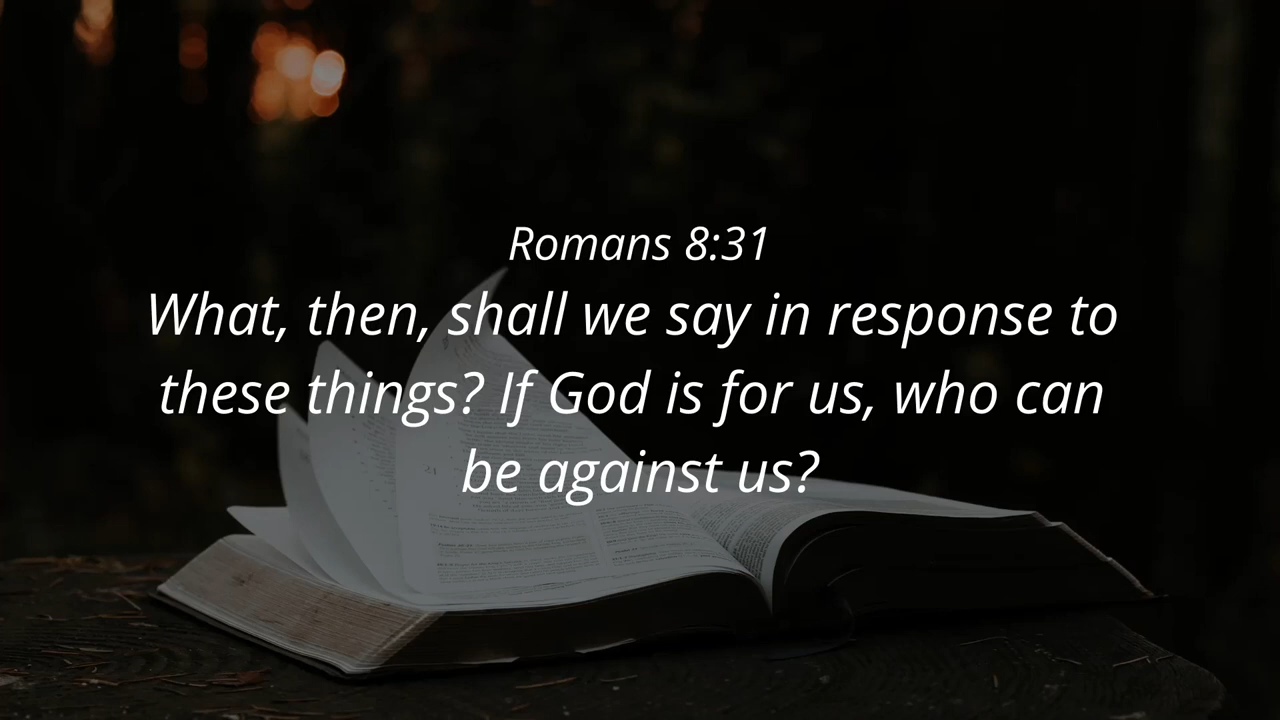 Romans 8:31
What, then, shall we say in response to
these things? If God is for us, who can
be against us?